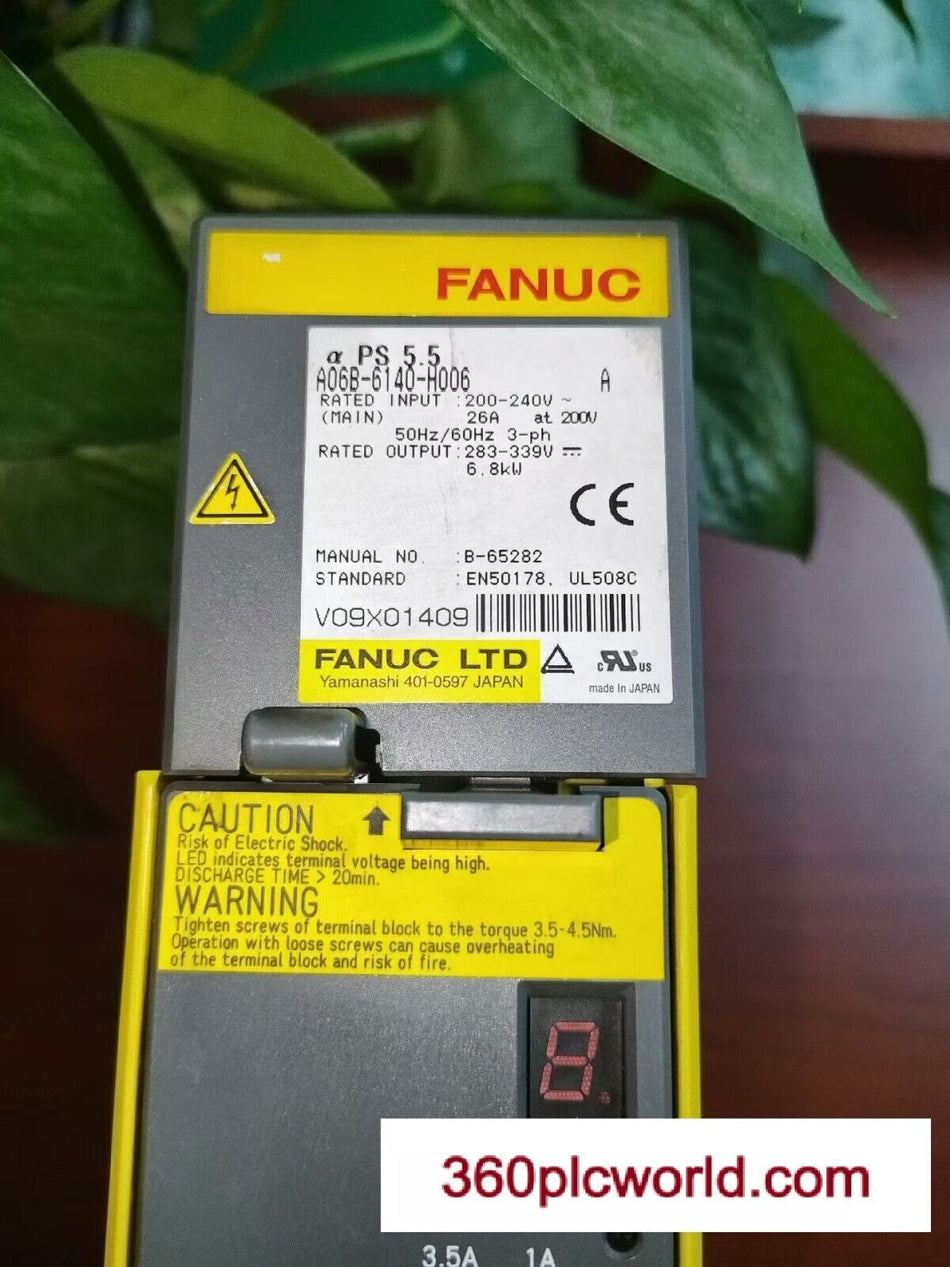 FANUC
α PS 5.5
A06B-6140-H006 A
RATED INPUT :200-240V ~
(MAIN) 26A at 200V
50Hz/60Hz 3-ph
RATED OUTPUT:283-339V ⎓
6.8kW
CE
MANUAL NO. :B-65282
STANDARD :EN50178, UL508C
V09X01409
FANUC LTD
Yamanashi 401-0597 JAPAN
c RU US
made in JAPAN
CAUTION
Risk of Electric Shock.
LED indicates terminal voltage being high.
DISCHARGE TIME > 20min.
WARNING
Tighten screws of terminal block to the torque 3.5-4.5Nm.
Operation with loose screws can cause overheating
of the terminal block and risk of fire.
8.
360plcworld.com
3.5A 1A